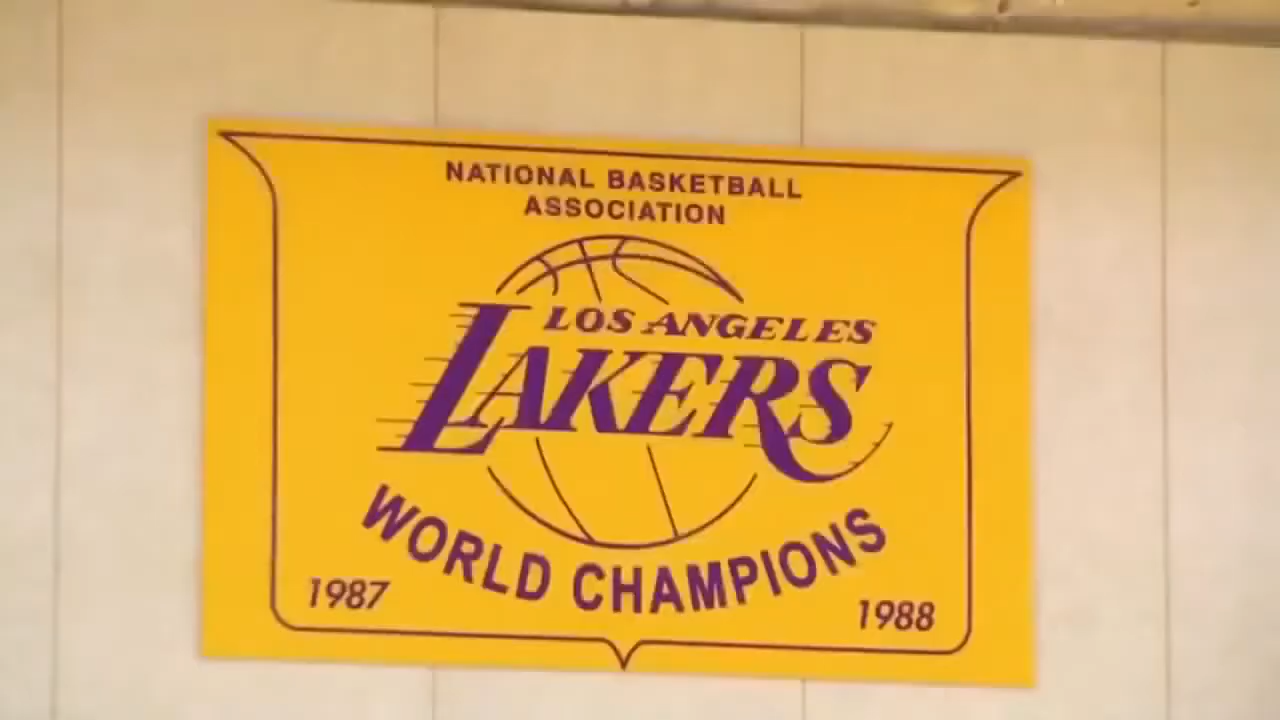 NATIONAL BASKETBALL
ASSOCIATION
LOS ANGELES
LAKERS
WORLD CHAMPIONS
1987
1988